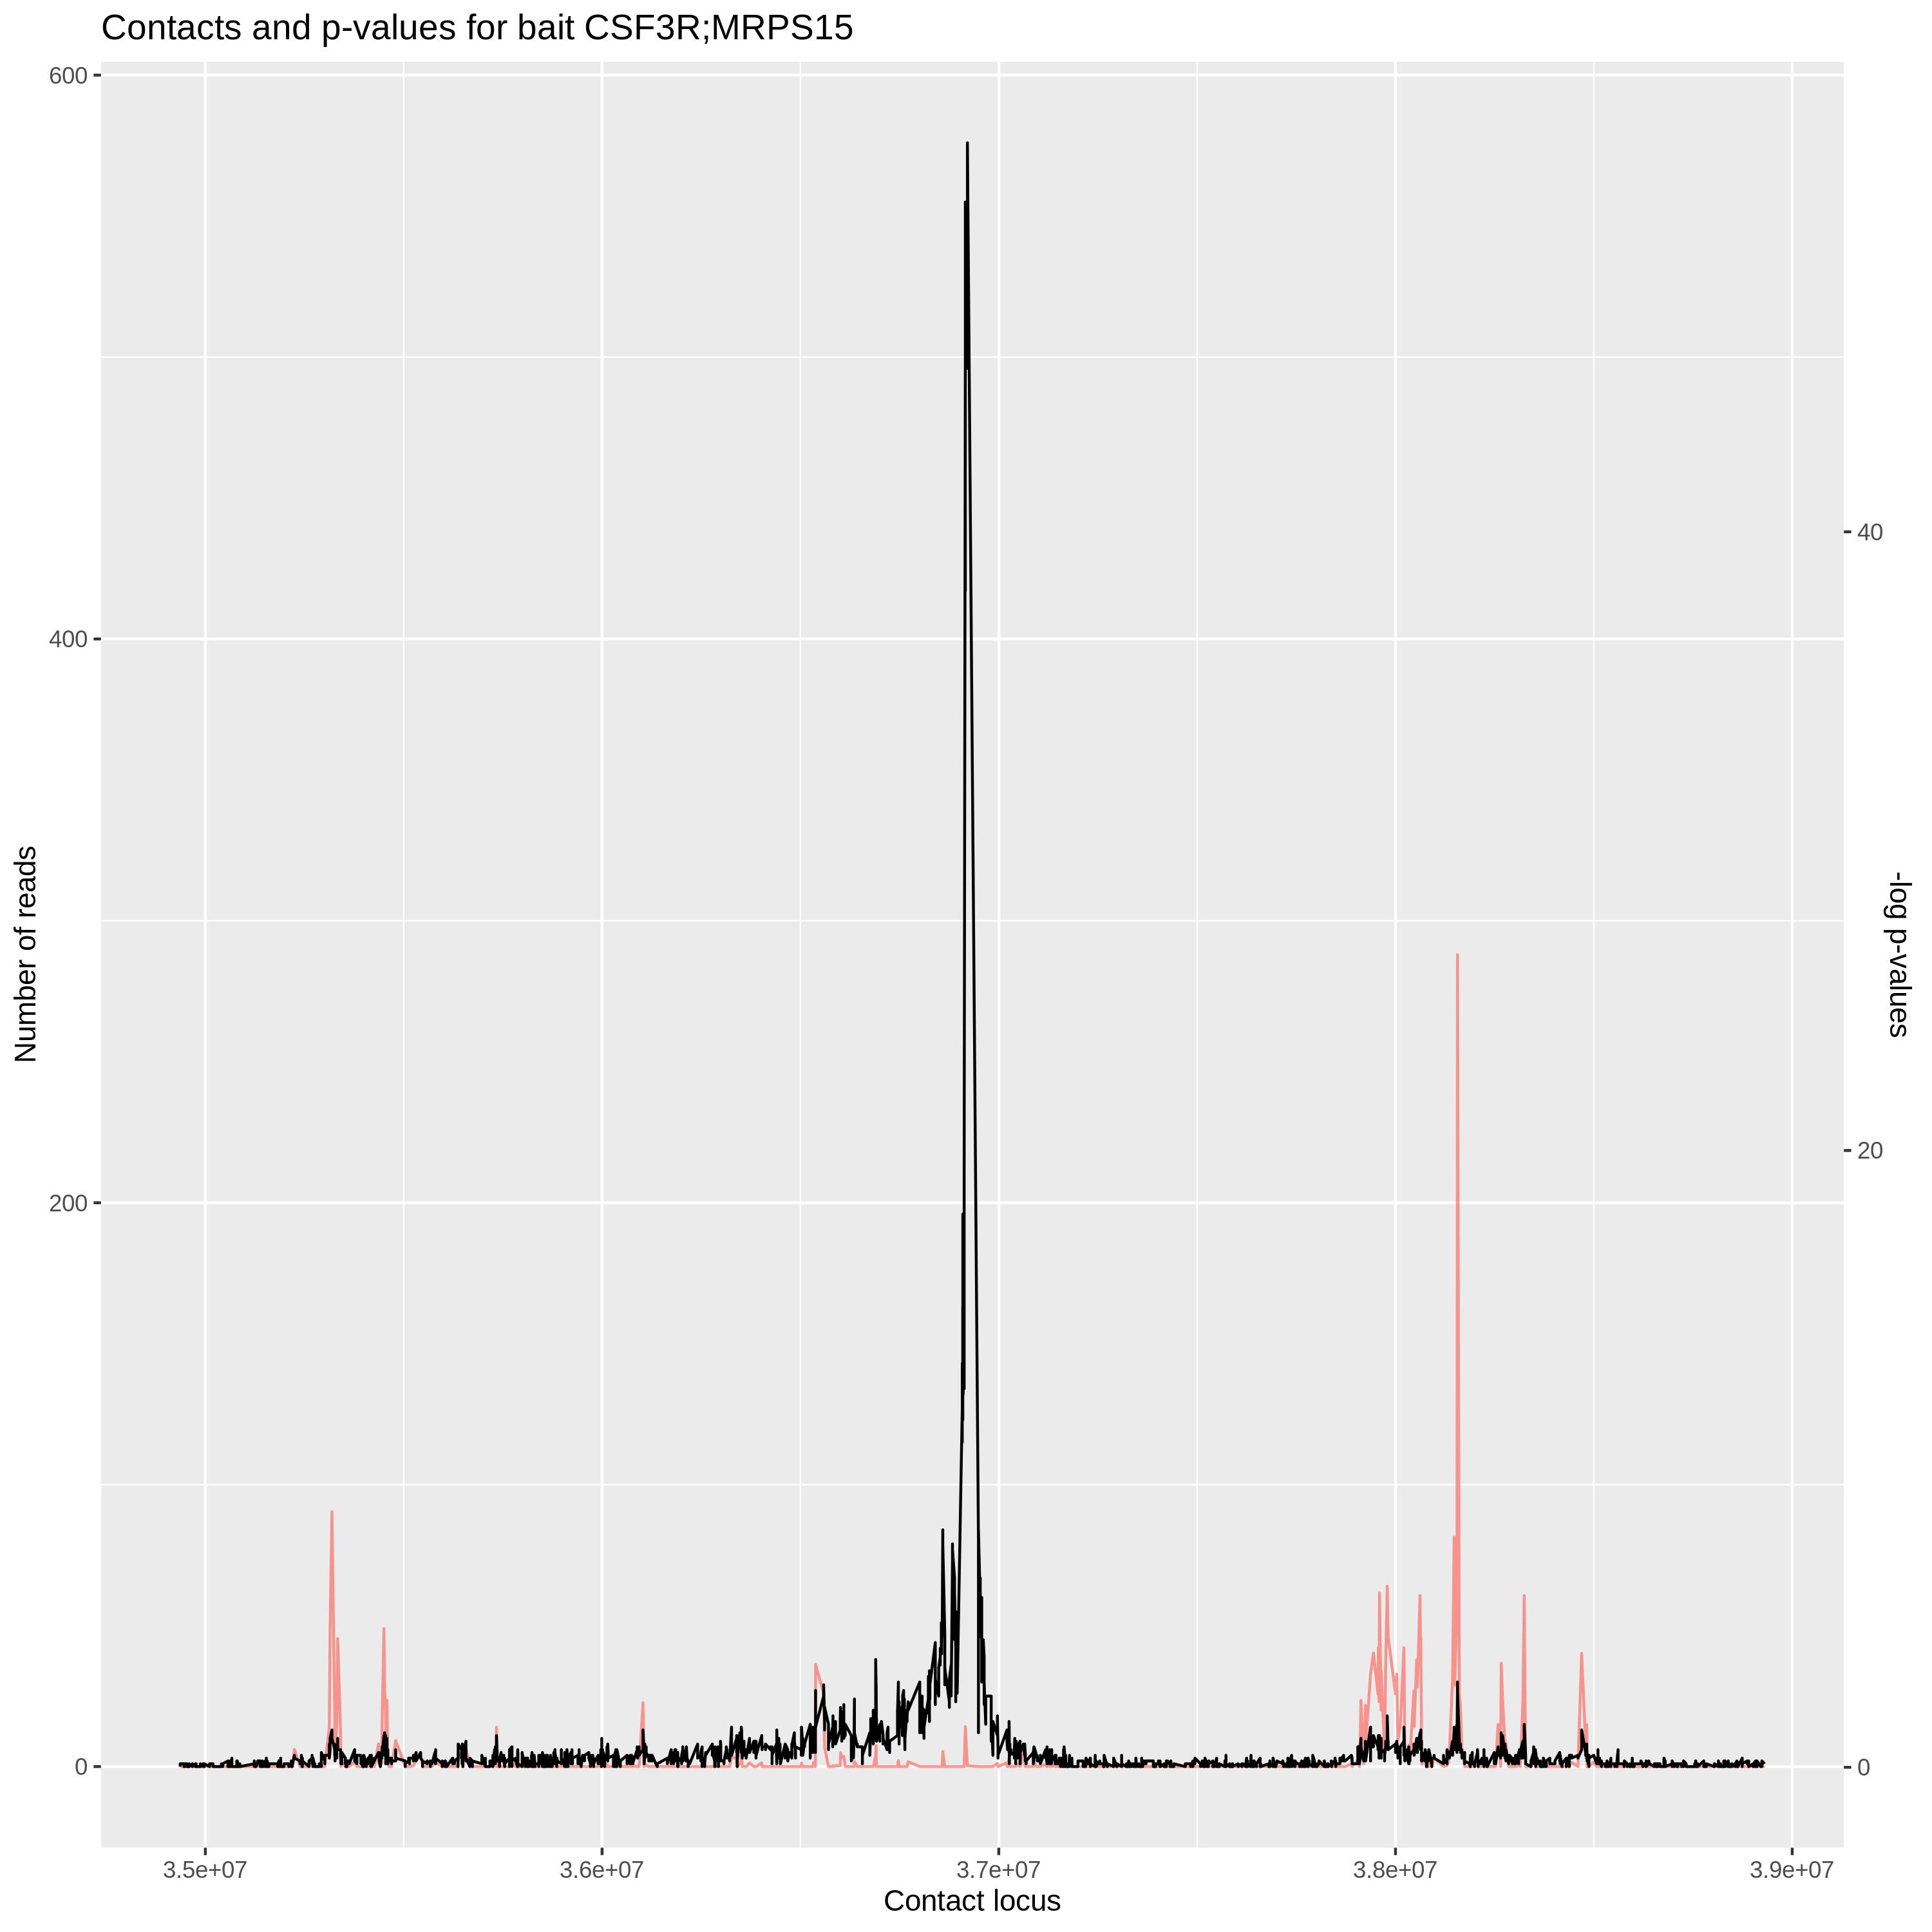 Contacts and p-values for bait CSF3R;MRPS15
600
400
200
0
Number of reads
40
20
0
-log p-values
3.5e+07
3.6e+07
3.7e+07
3.8e+07
3.9e+07
Contact locus